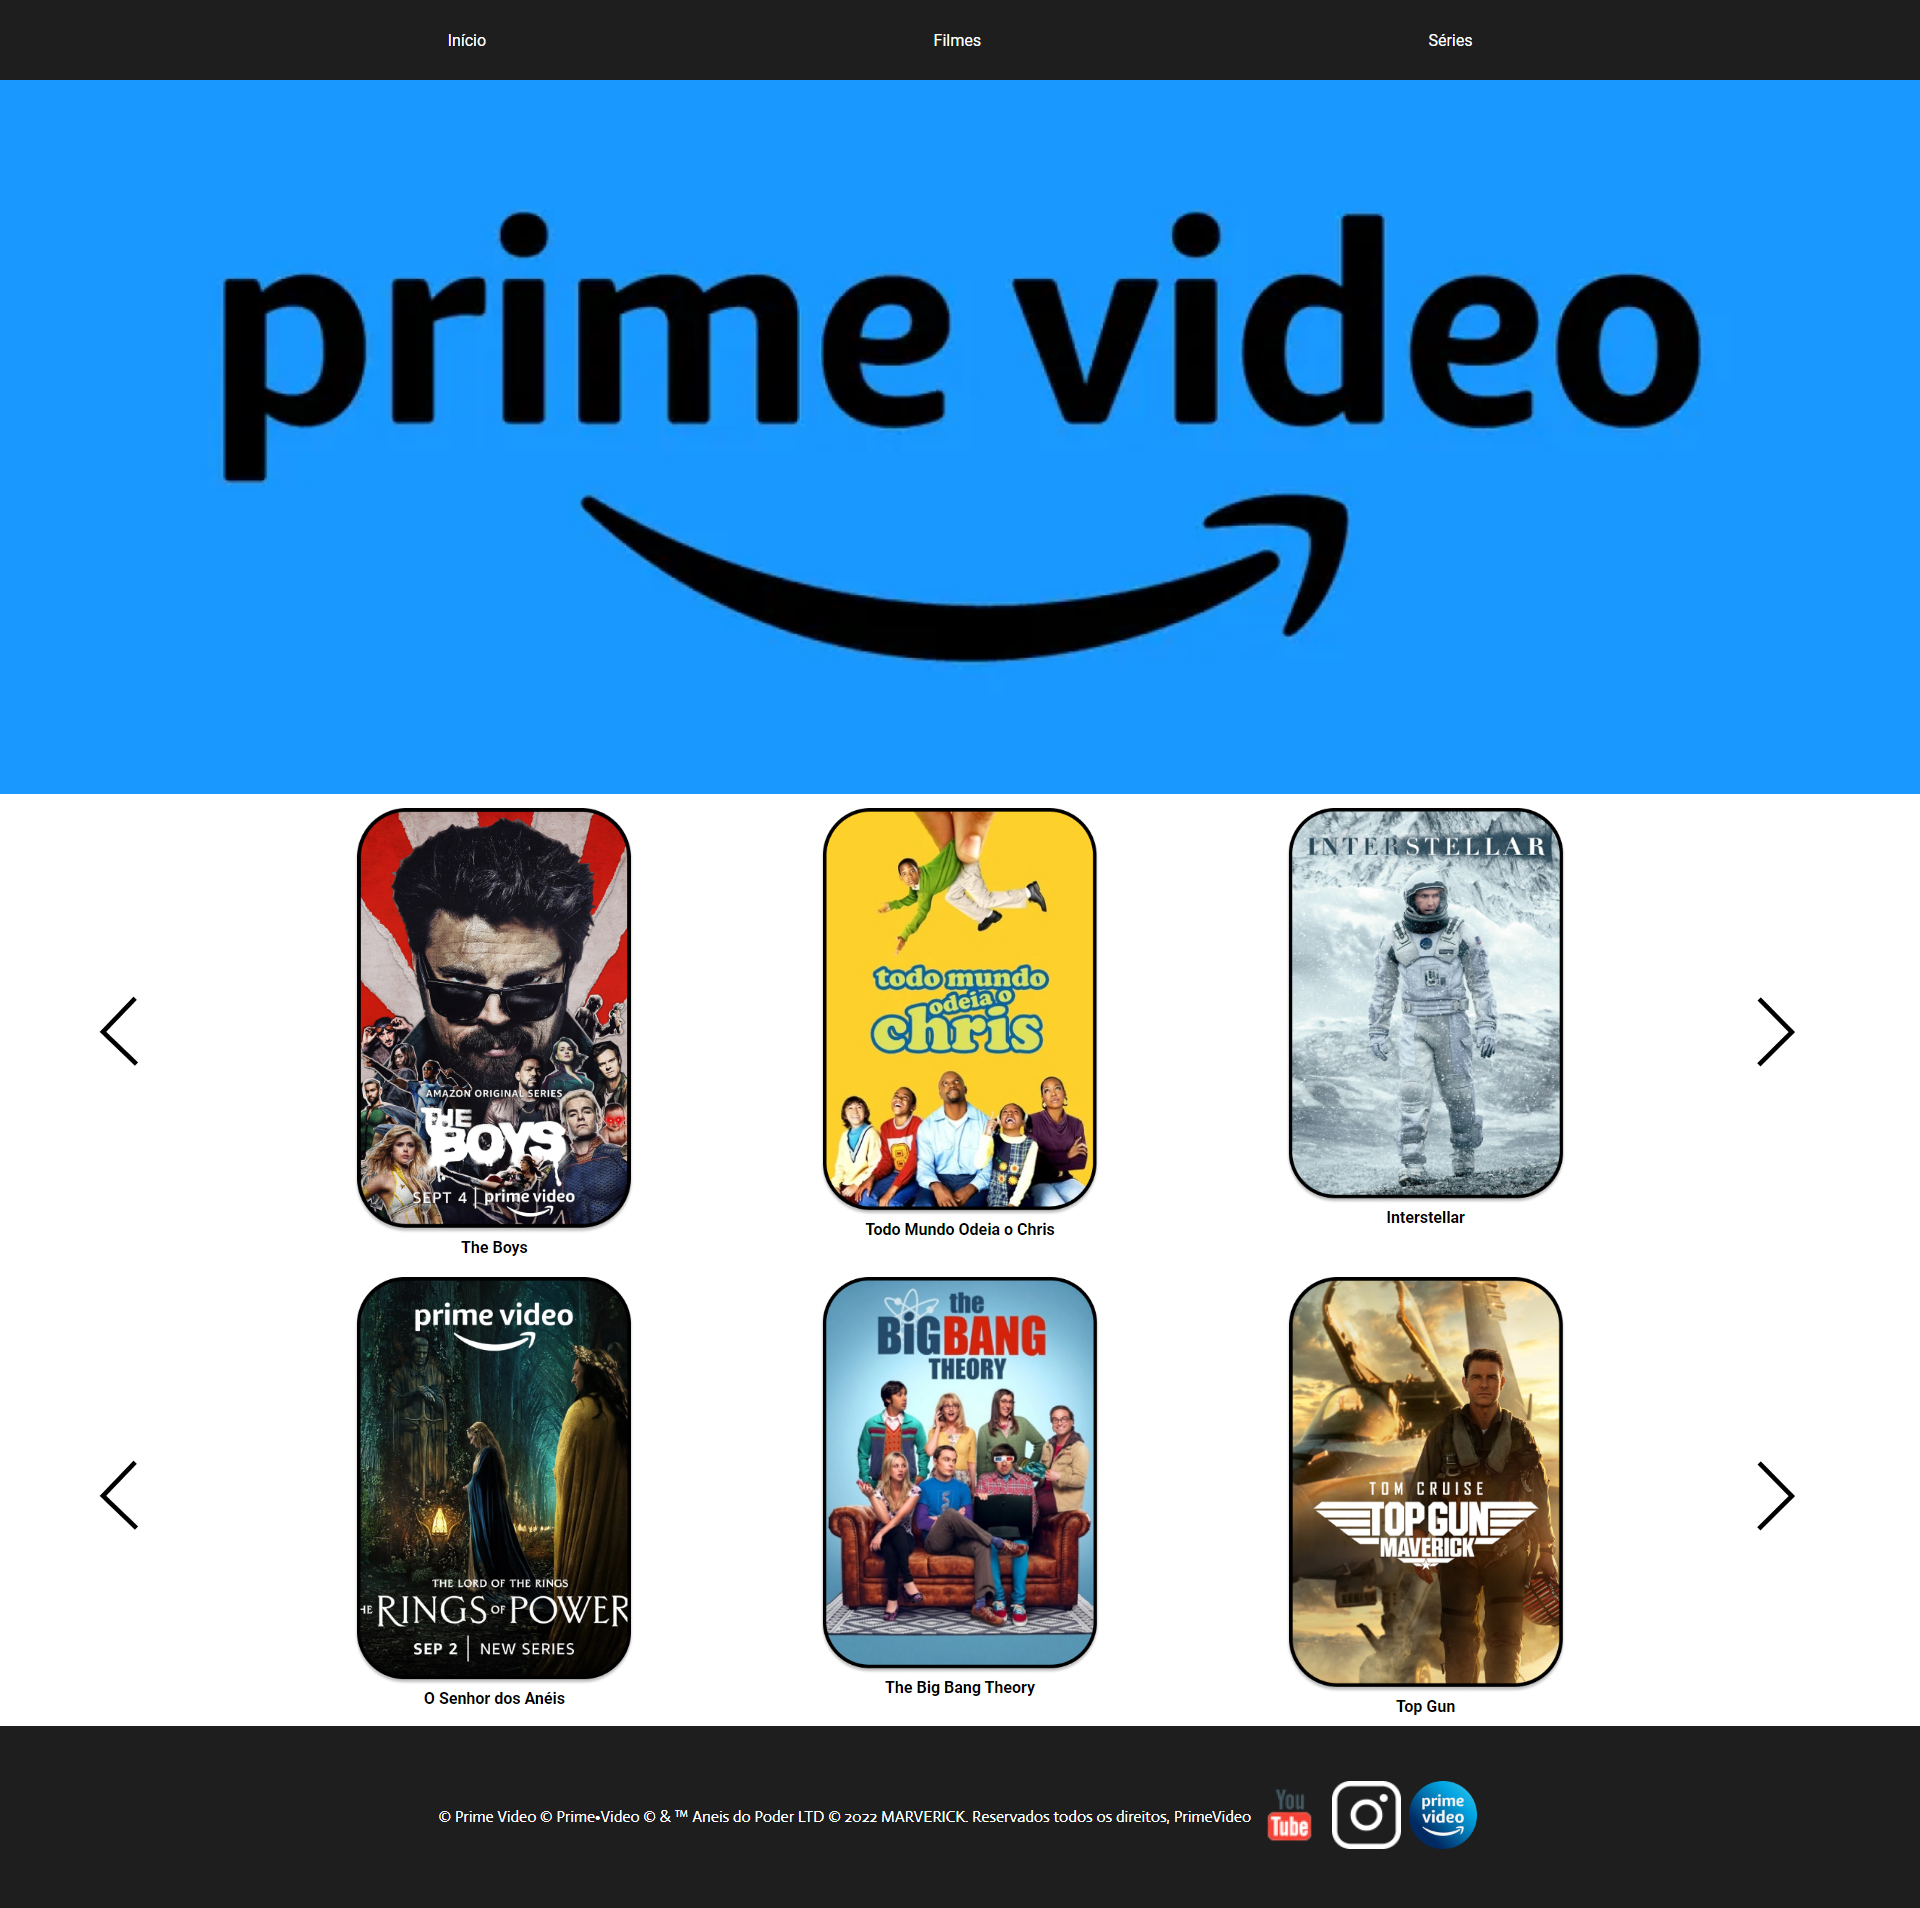 Início
Filmes
Séries
prime video
AMAZON ORIGINAL SERIES
THE
BOYS
SEPT 4 | prime video
The Boys
todo mundo
odeia o
chris
Todo Mundo Odeia o Chris
INTERSTELLAR
Interstellar
prime video
THE LORD OF THE RINGS
HE RINGS OF POWER
SEP 2 | NEW SERIES
O Senhor dos Anéis
the
BIG BANG
THEORY
The Big Bang Theory
TOM CRUISE
TOP GUN
MAVERICK
Top Gun
© Prime Video © Prime•Video © & ™ Aneis do Poder LTD © 2022 MARVERICK. Reservados todos os direitos, PrimeVideo
You
Tube
prime
video